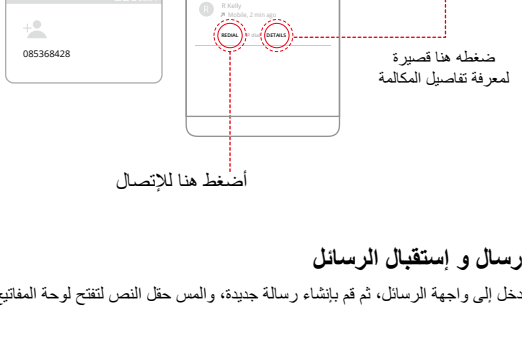 R
R Kelly
Mobile, 2 min ago
REDIAL
DETAILS
085368428
ضغطه هنا قصيرة
لمعرفة تفاصيل المكالمة
أضغط هنا للإتصال
رسال و إستقبال الرسائل
دخل إلى واجهة الرسائل، ثم قم بإنشاء رسالة جديدة، والمس حقل النص لتفتح لوحة المفاتيح